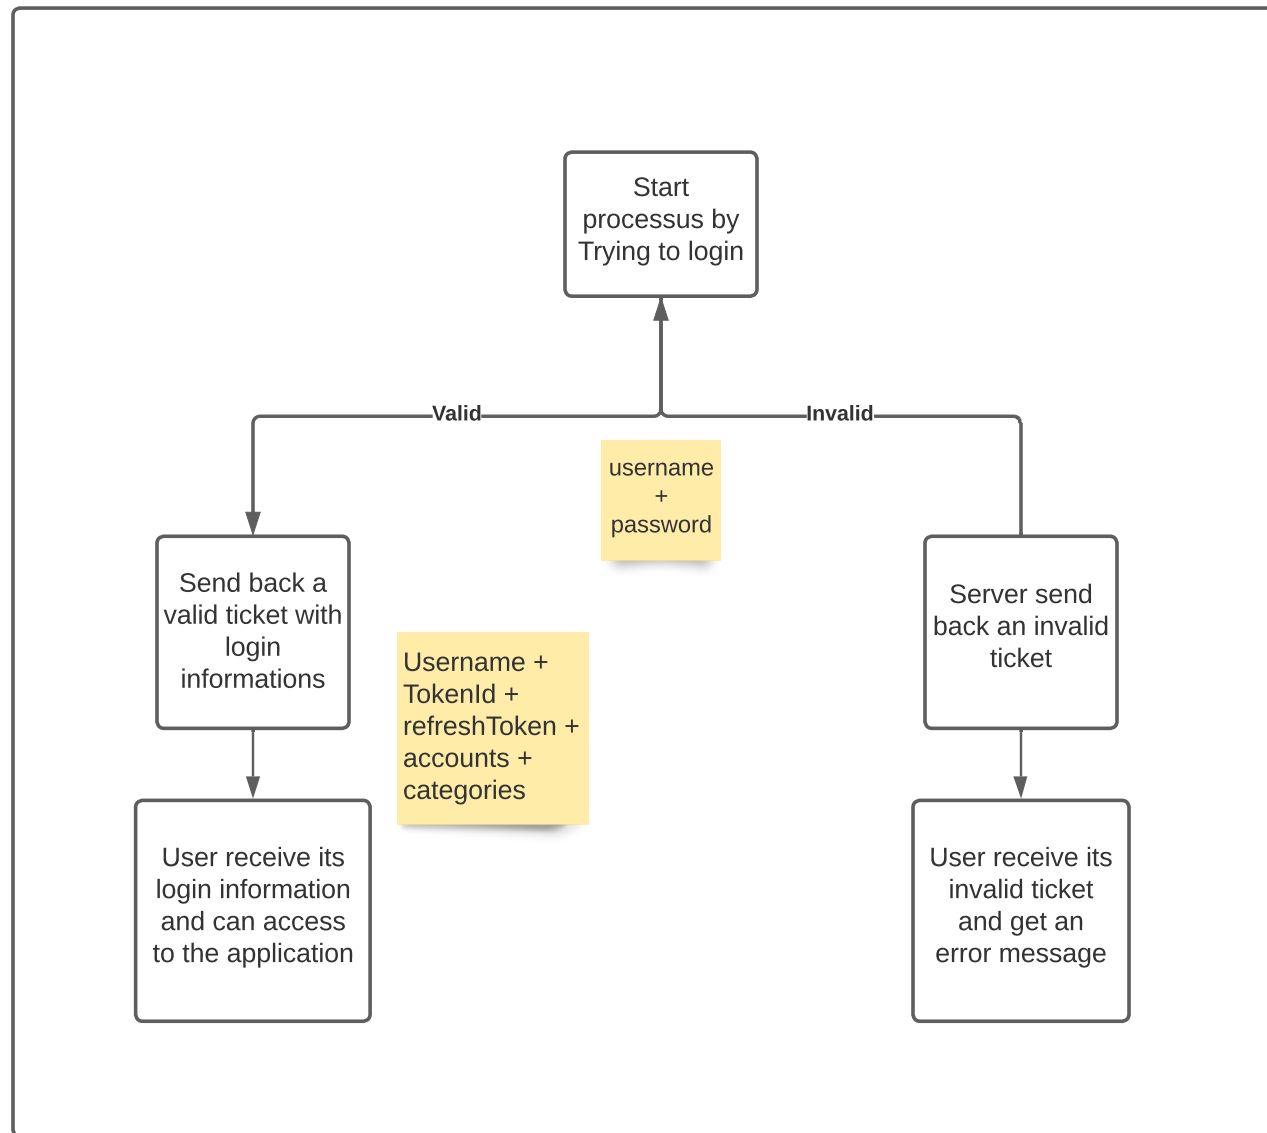 Start
processus by
Trying to login
Valid
Invalid
username
+
password
Send back a
valid ticket with
login
informations
Username +
TokenId +
refreshToken +
accounts +
categories
Server send
back an invalid
ticket
User receive its
login information
and can access
to the application
User receive its
invalid ticket
and get an
error message